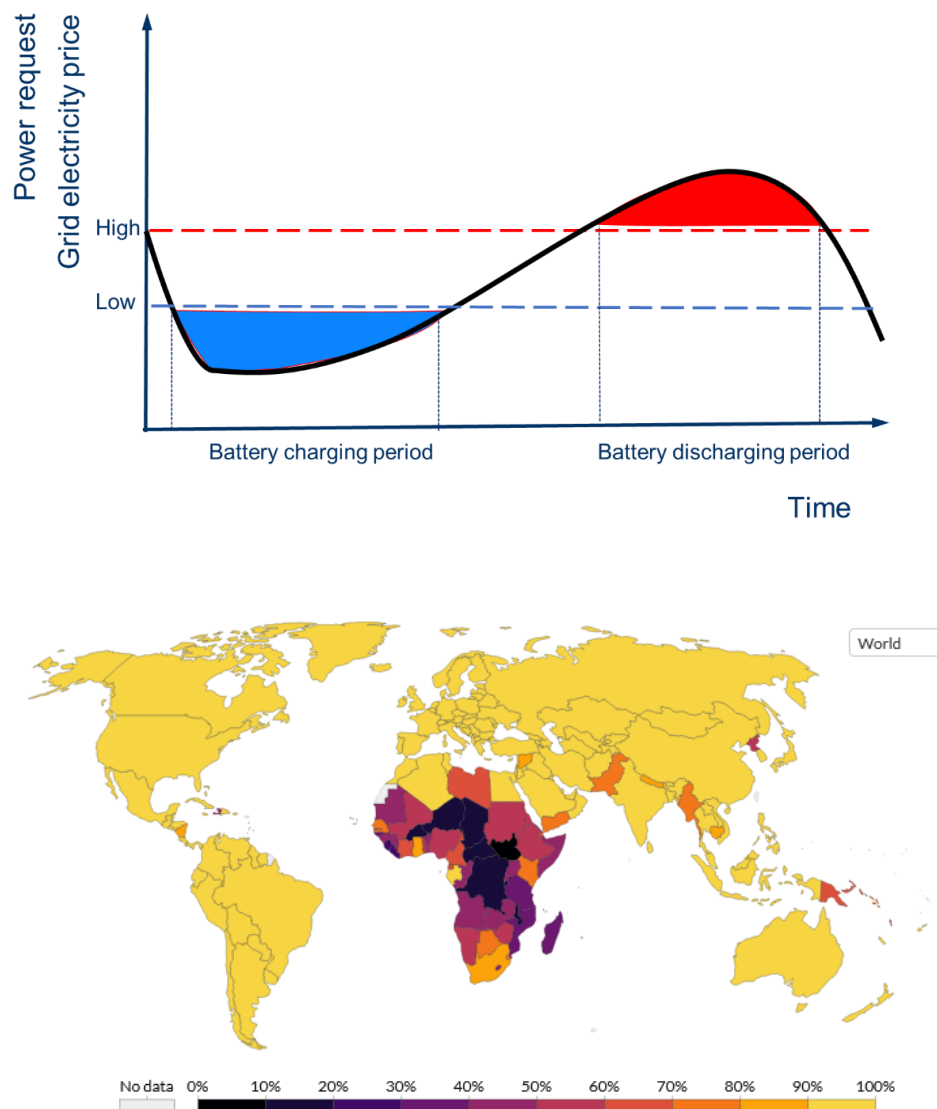 Power request
Grid electricity price
High
Low
Battery charging period
Battery discharging period
Time
World
No data 0% 10% 20% 30% 40% 50% 60% 70% 80% 90% 100%